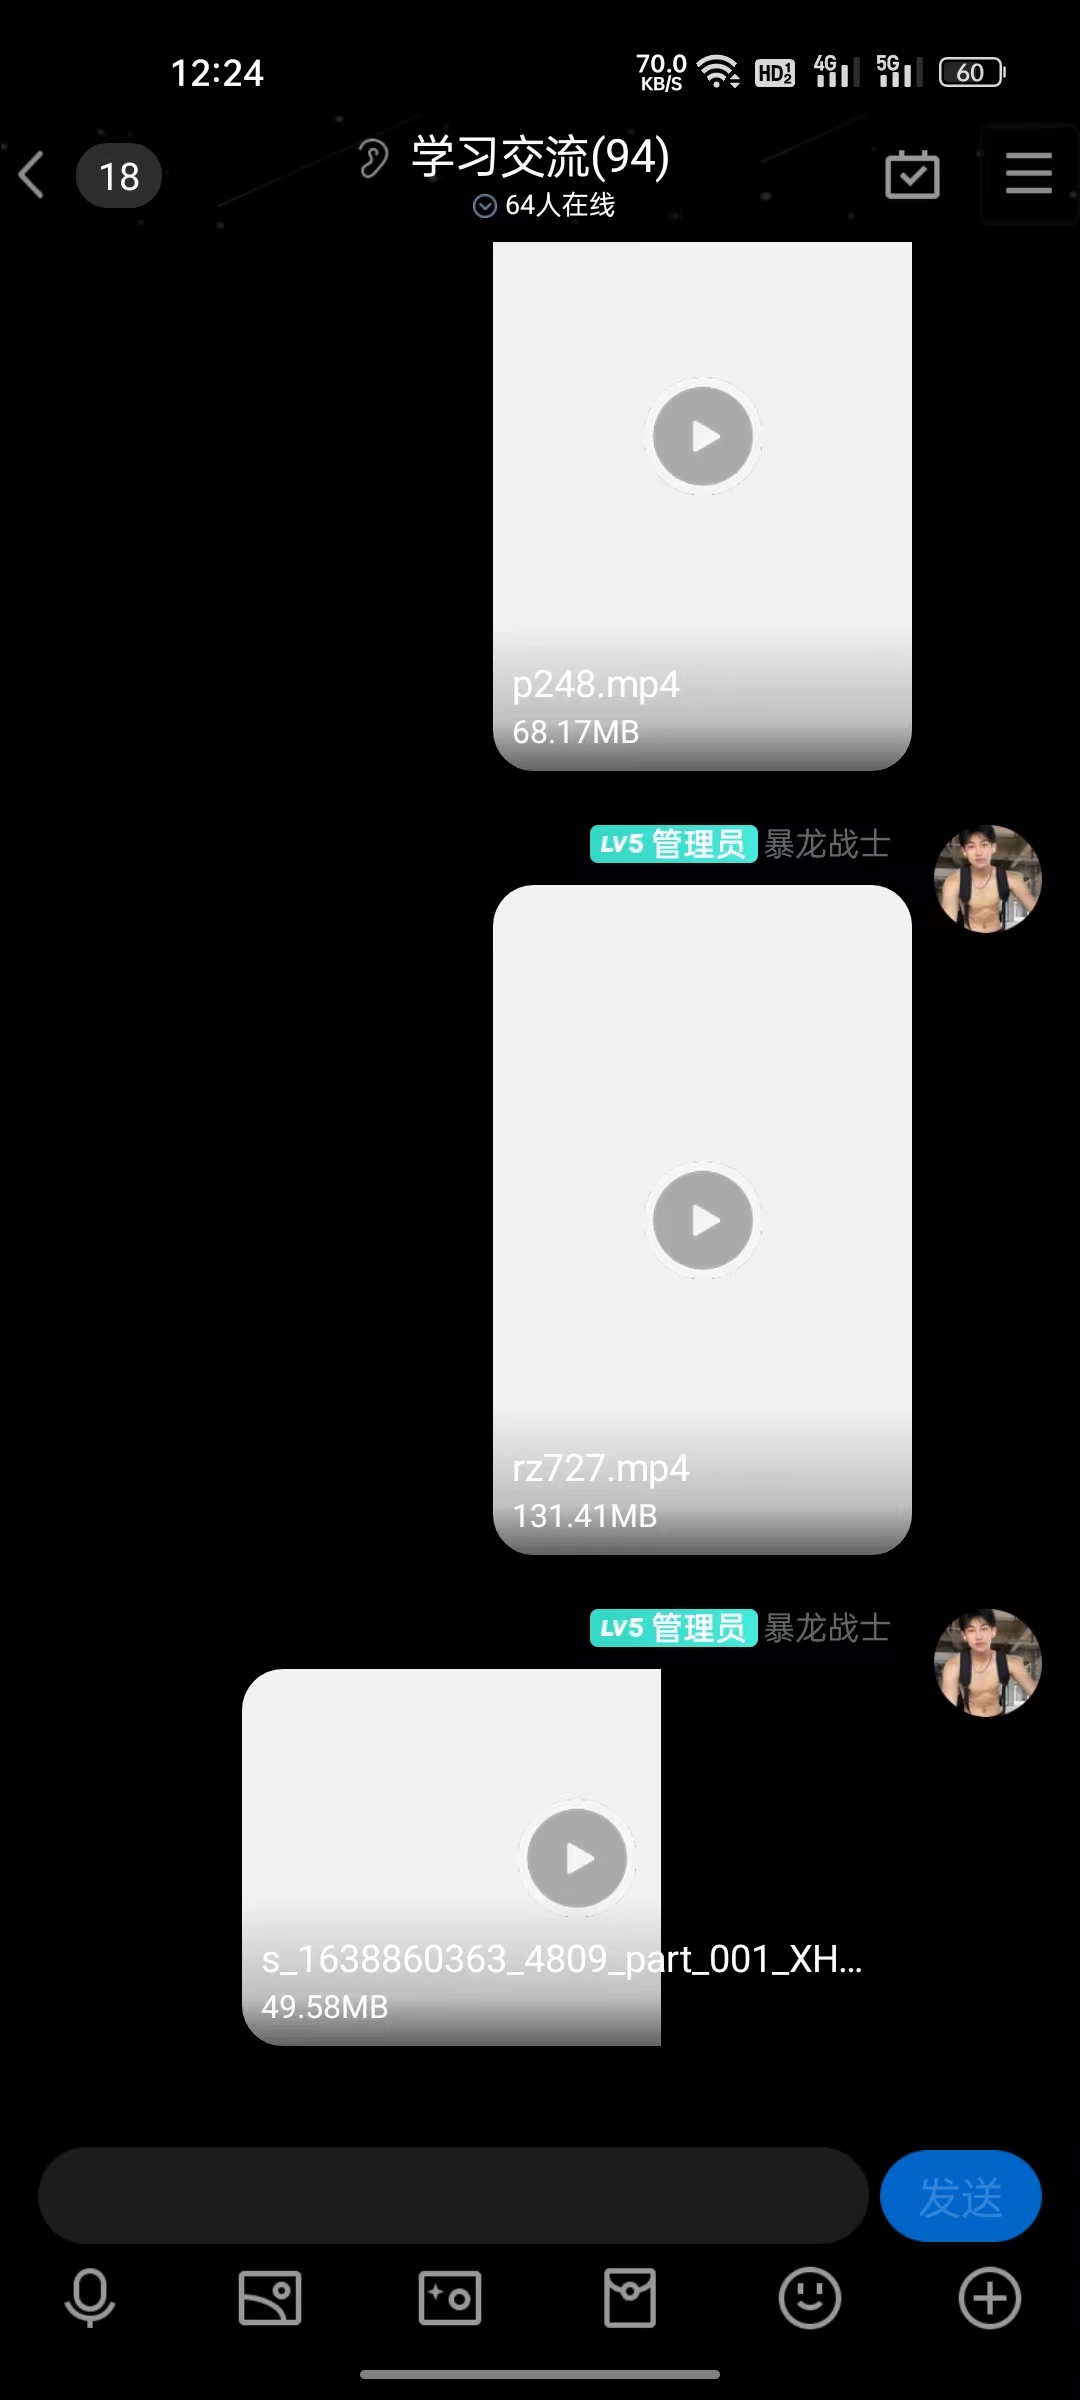 12:24
70.0 KB/S
HD 1 2
4G
5G
60
18
学习交流(94)
64人在线
p248.mp4
68.17MB
LV5 管理员 暴龙战士
rz727.mp4
131.41MB
LV5 管理员 暴龙战士
s_1638860363_4809_part_001_XH...
49.58MB
发送